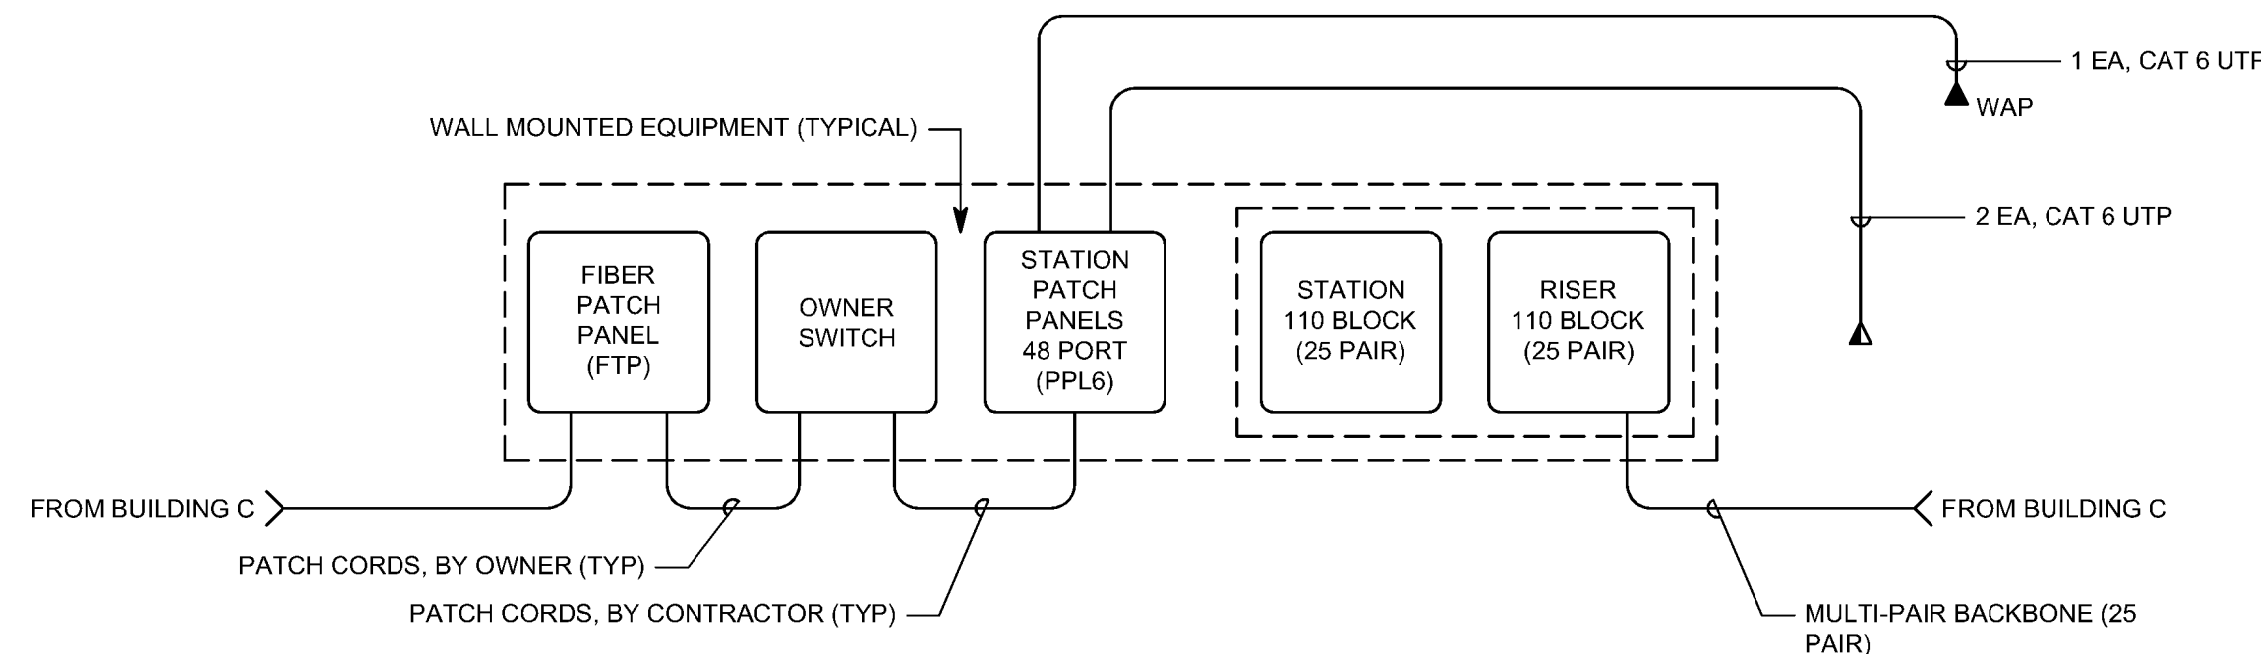 1 EA, CAT 6 UTP
WAP
WALL MOUNTED EQUIPMENT (TYPICAL)
2 EA, CAT 6 UTP
FIBER
PATCH
PANEL
(FTP)
OWNER
SWITCH
STATION
PATCH
PANELS
48 PORT
(PPL6)
STATION
110 BLOCK
(25 PAIR)
RISER
110 BLOCK
(25 PAIR)
FROM BUILDING C
FROM BUILDING C
PATCH CORDS, BY OWNER (TYP)
PATCH CORDS, BY CONTRACTOR (TYP)
MULTI-PAIR BACKBONE (25
PAIR)